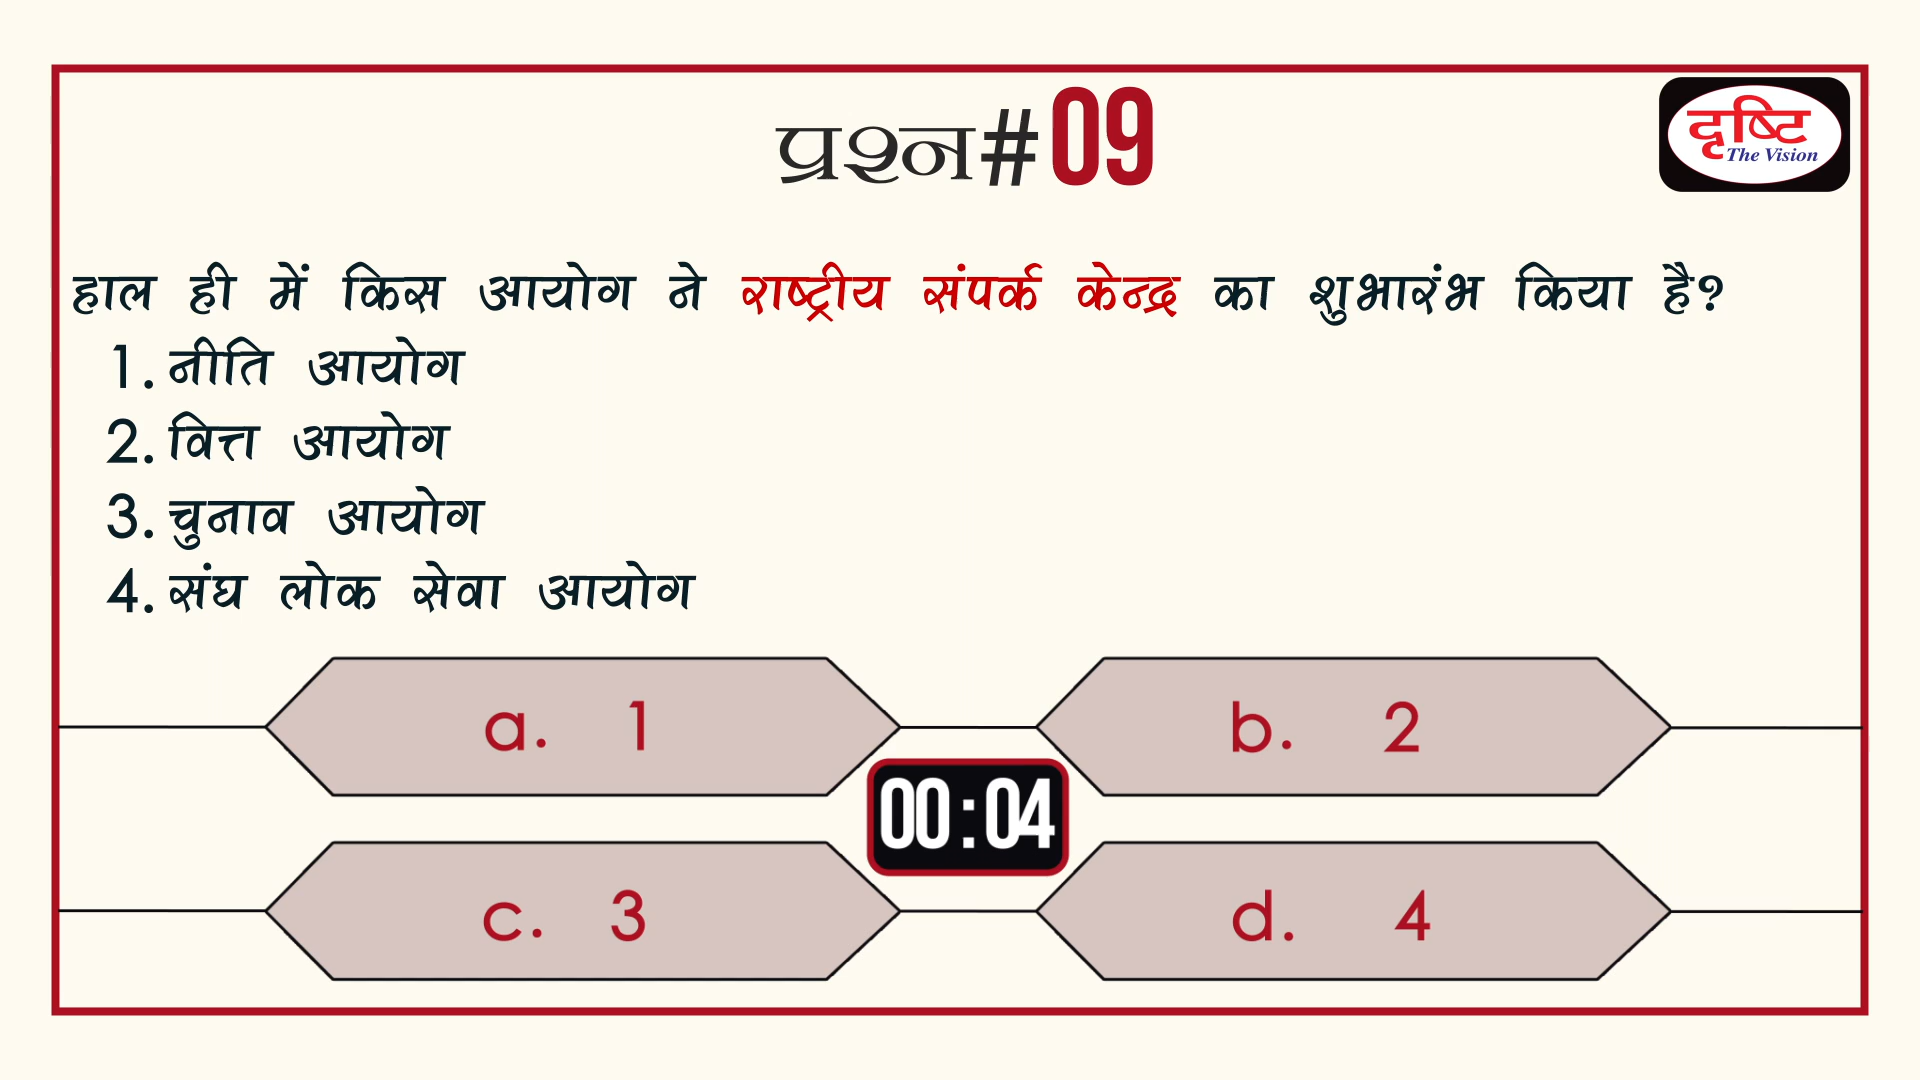 प्रश्न#09
दृष्टि
The Vision
हाल ही में किस आयोग ने राष्ट्रीय संपर्क केन्द्र का शुभारंभ किया है?
1. नीति आयोग
2. वित्त आयोग
3. चुनाव आयोग
4. संघ लोक सेवा आयोग
a. 1
b. 2
00:04
c. 3
d. 4